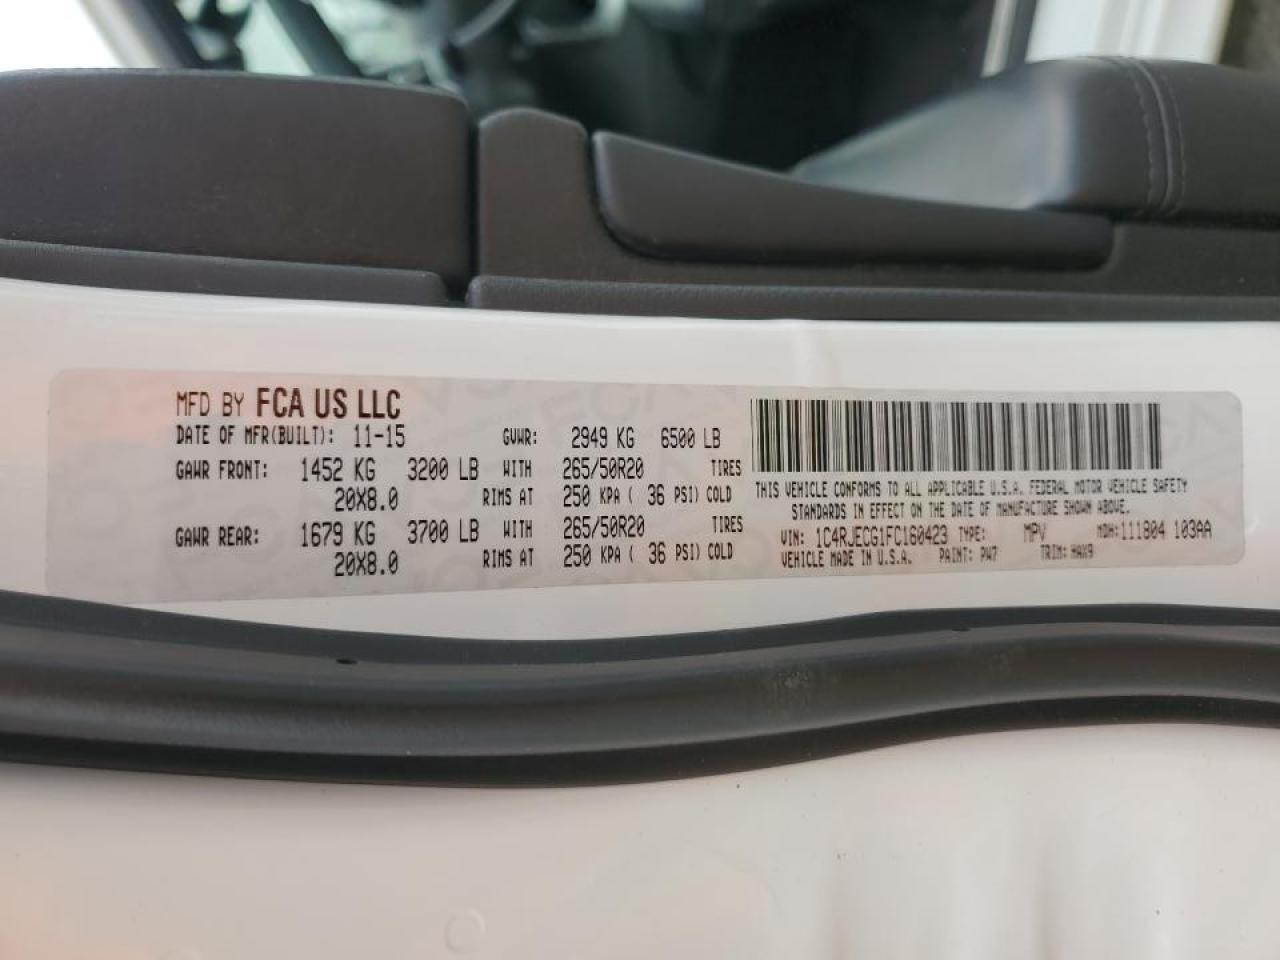 MFD BY FCA US LLC
DATE OF MFR(BUILT): 11-15 GVWR: 2949 KG 6500 LB
GAWR FRONT: 1452 KG 3200 LB WITH 265/50R20 TIRES
20X8.0 RIMS AT 250 KPA ( 36 PSI) COLD
GAWR REAR: 1679 KG 3700 LB WITH 265/50R20 TIRES
20X8.0 RIMS AT 250 KPA ( 36 PSI) COLD
THIS VEHICLE CONFORMS TO ALL APPLICABLE U.S.A. FEDERAL MOTOR VEHICLE SAFETY
STANDARDS IN EFFECT ON THE DATE OF MANUFACTURE SHOWN ABOVE.
VIN: 1C4RJECG1FC160423 TYPE: MPV MDH: 111804 103AA
VEHICLE MADE IN U.S.A. PAINT: PW7 TRIM: HAX9